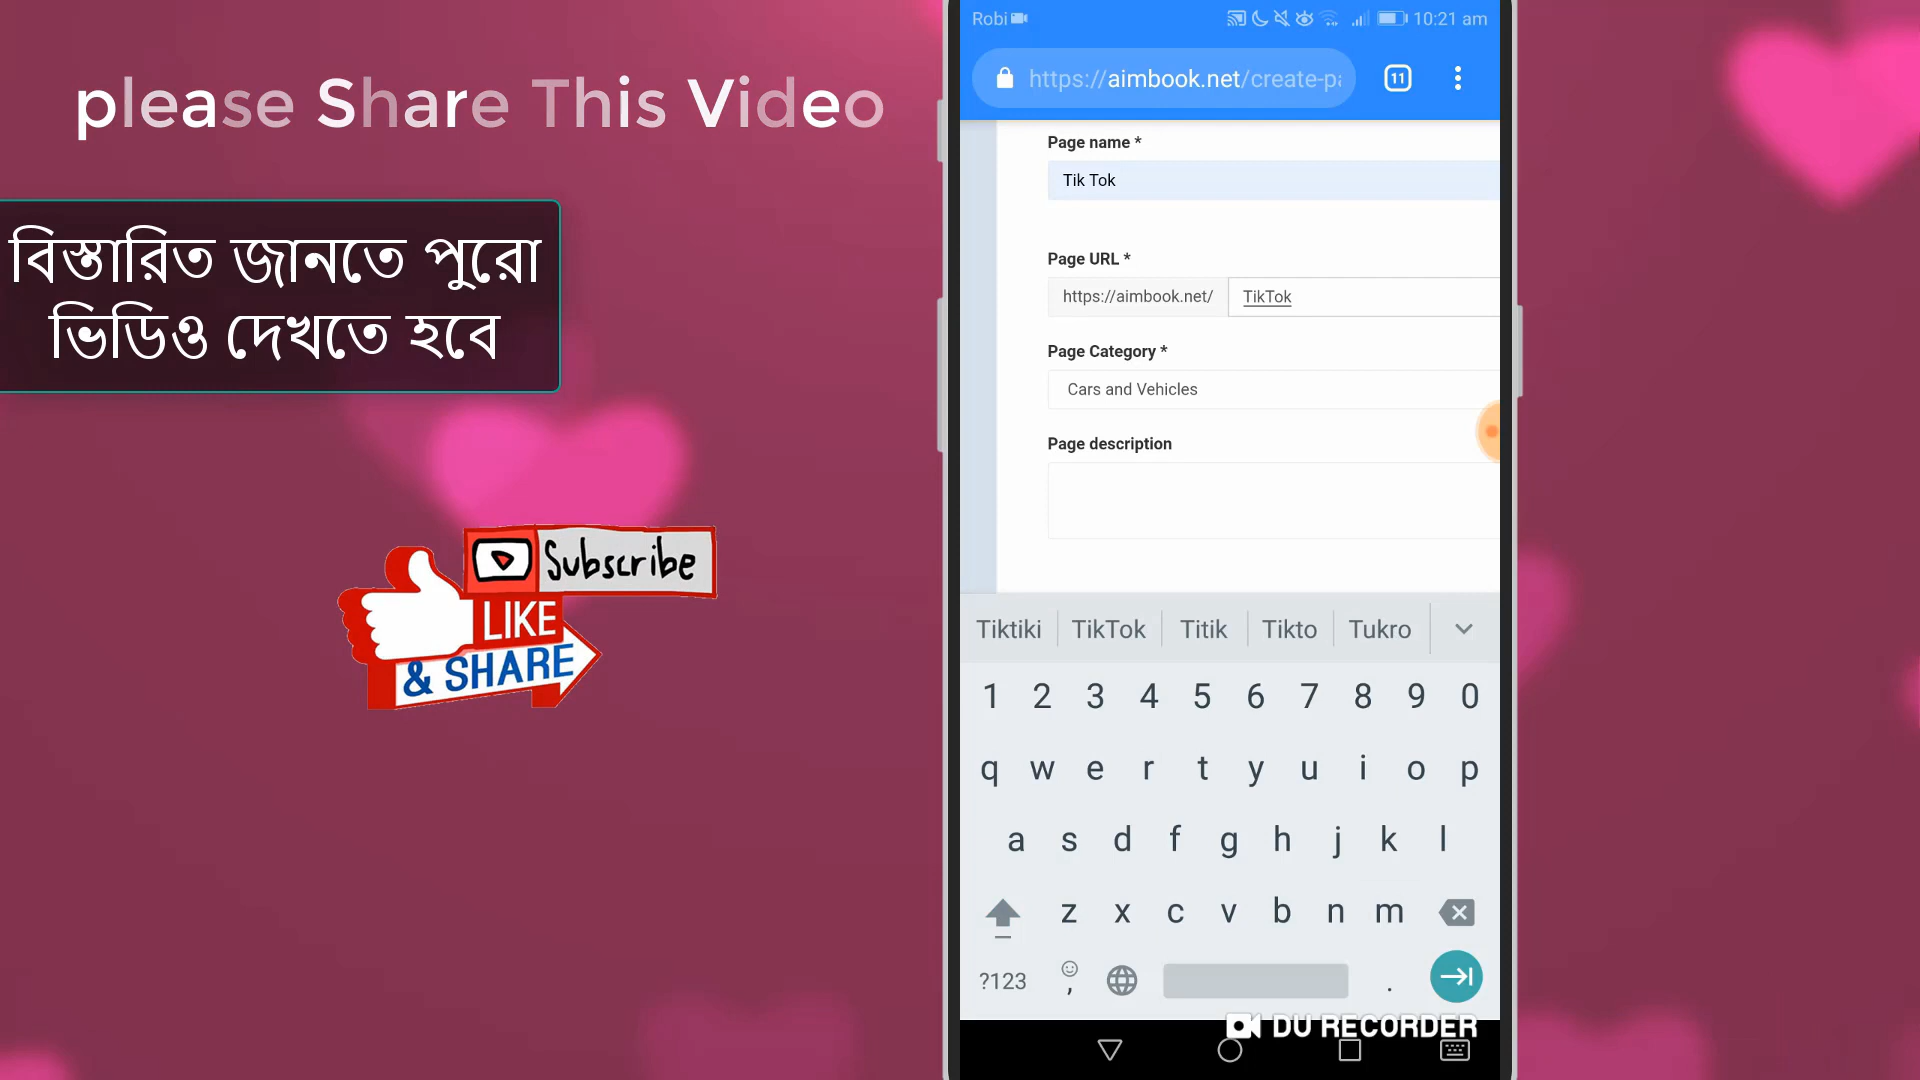 please Share This Video
বিস্তারিত জানতে পুরো
ভিডিও দেখতে হবে
Subscribe
LIKE
& SHARE
Robi
10:21 am
https://aimbook.net/create-pa
11
Page name *
Tik Tok
Page URL *
https://aimbook.net/ TikTok
Page Category *
Cars and Vehicles
Page description
Tiktiki TikTok Titik Tikto Tukro
1 2 3 4 5 6 7 8 9 0
q w e r t y u i o p
a s d f g h j k l
z x c v b n m
?123 , .
DU RECORDER